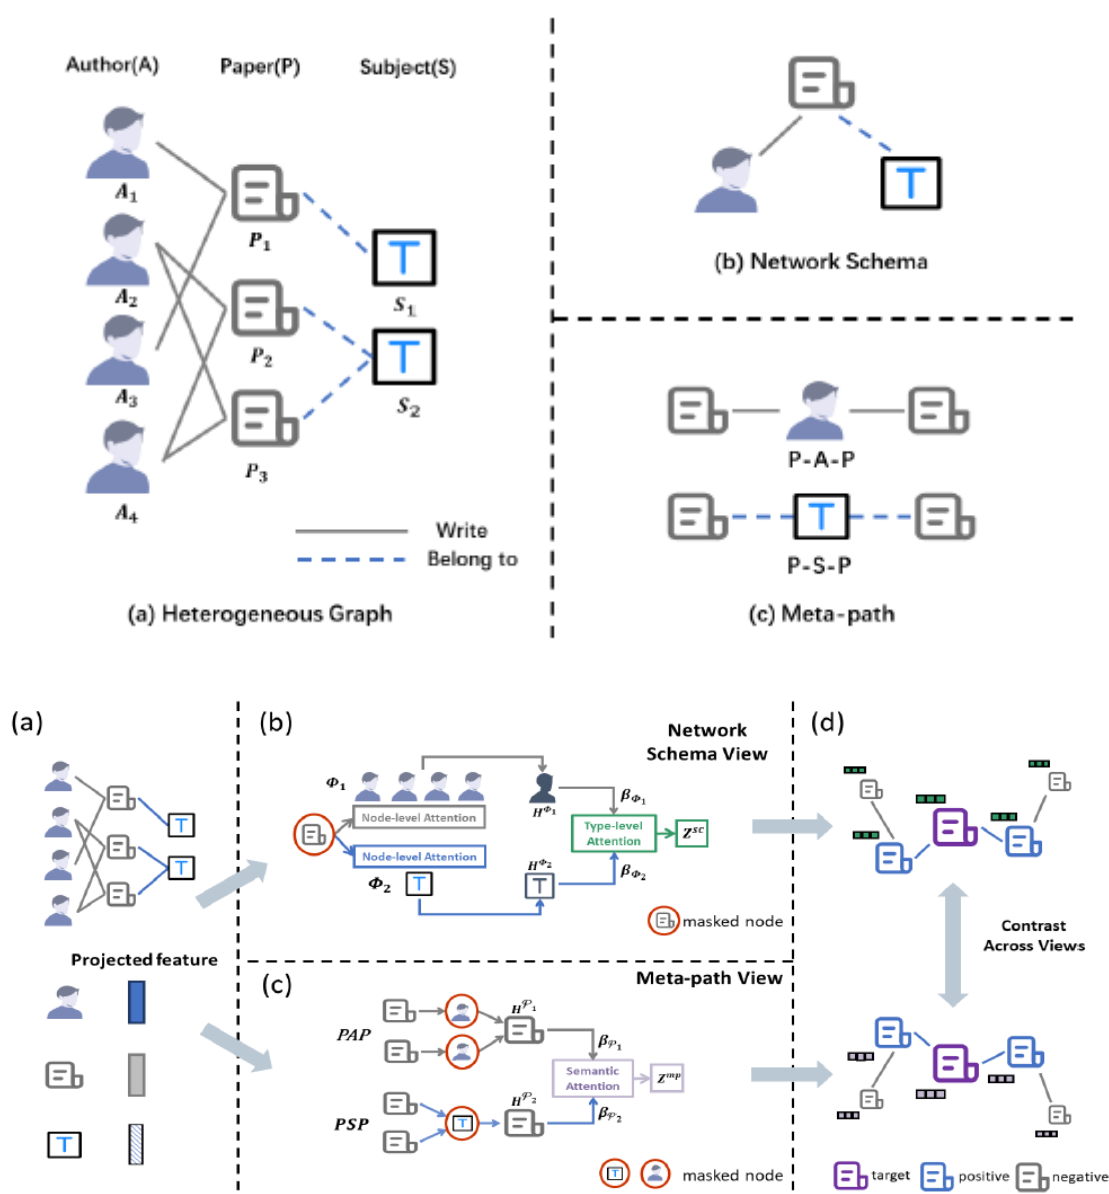 Author(A) Paper(P) Subject(S)
A1
P1
A2
S1
P2
A3
S2
P3
A4
Write
Belong to
(a) Heterogeneous Graph
T
T
T
(b) Network Schema
P-A-P
T
P-S-P
(c) Meta-path
(a)
T
T
Projected feature
T
(b)
Network
Schema View
Φ1
Node-level Attention
H^Φ1
β_Φ1
Type-level
Attention
Z^sc
Node-level Attention
Φ2
T
H^Φ2
T
β_Φ2
masked node
(c)
Meta-path View
PAP
H^𝒫1
β_𝒫1
Semantic
Attention
Z^mp
PSP
T
H^𝒫2
β_𝒫2
T
masked node
(d)
Contrast
Across Views
target positive negative